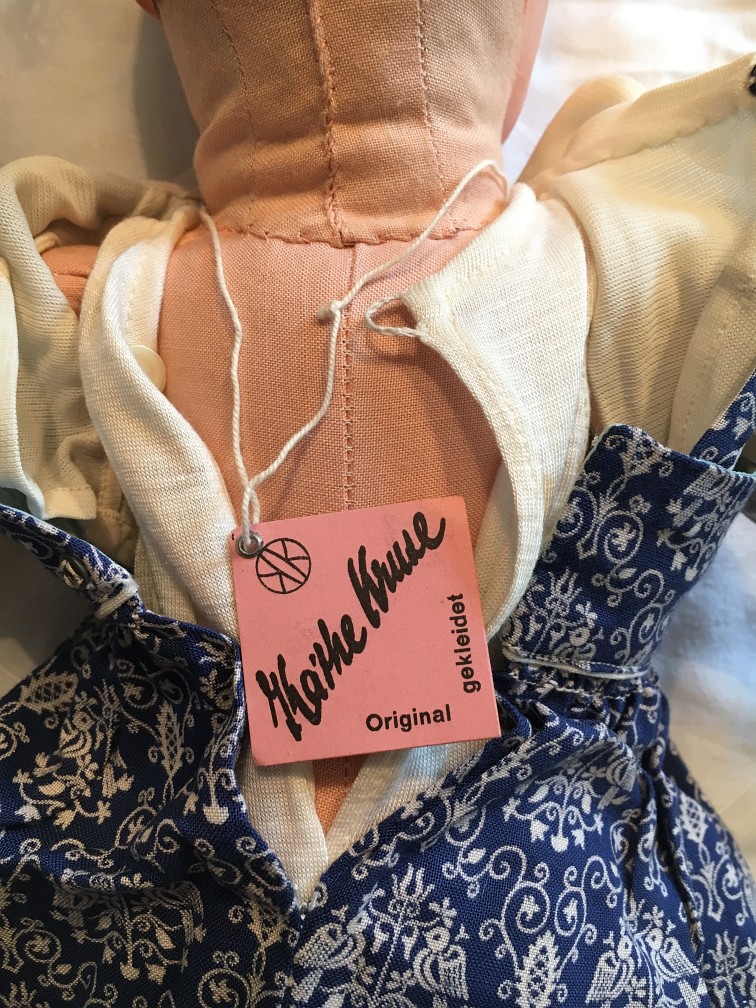 Käthe Kruse
Original
gekleidet